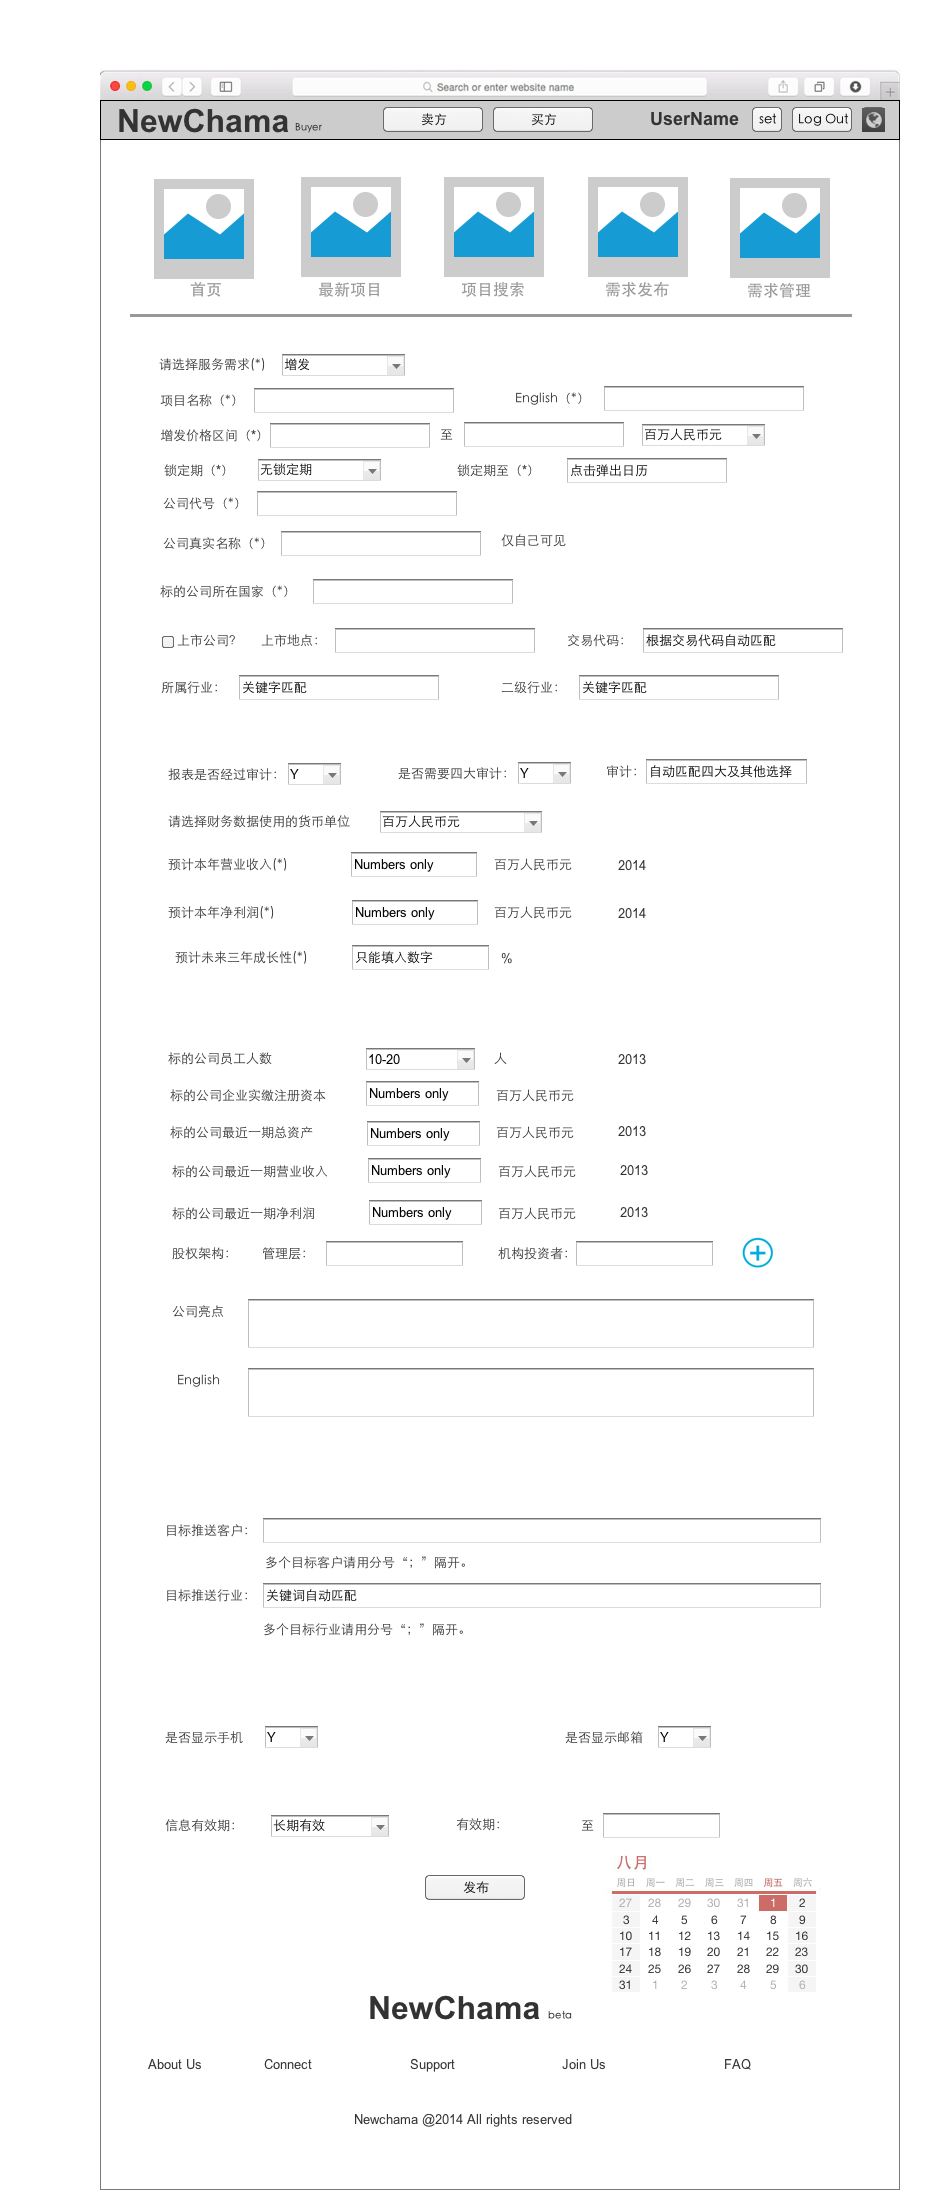 Search or enter website name
NewChama Buyer 卖方 买方 UserName set Log Out
首页 最新项目 项目搜索 需求发布 需求管理
请选择服务需求(*) 增发
项目名称（*） English（*）
增发价格区间（*） 至 百万人民币元
锁定期（*） 无锁定期 锁定期至（*） 点击弹出日历
公司代号（*）
公司真实名称（*） 仅自己可见
标的公司所在国家（*）
上市公司? 上市地点： 交易代码： 根据交易代码自动匹配
所属行业： 关键字匹配 二级行业： 关键字匹配
报表是否经过审计： Y 是否需要四大审计： Y 审计： 自动匹配四大及其他选择
请选择财务数据使用的货币单位 百万人民币元
预计本年营业收入(*) Numbers only 百万人民币元 2014
预计本年净利润(*) Numbers only 百万人民币元 2014
预计未来三年成长性(*) 只能填入数字 %
标的公司员工人数 10-20 人 2013
标的公司企业实缴注册资本 Numbers only 百万人民币元
标的公司最近一期总资产 Numbers only 百万人民币元 2013
标的公司最近一期营业收入 Numbers only 百万人民币元 2013
标的公司最近一期净利润 Numbers only 百万人民币元 2013
股权架构： 管理层： 机构投资者：
公司亮点
English
目标推送客户：
多个目标客户请用分号“；”隔开。
目标推送行业： 关键词自动匹配
多个目标行业请用分号“；”隔开。
是否显示手机 Y 是否显示邮箱 Y
信息有效期： 长期有效 有效期： 至
发布
八月
周日 周一 周二 周三 周四 周五 周六
27 28 29 30 31 1 2
3 4 5 6 7 8 9
10 11 12 13 14 15 16
17 18 19 20 21 22 23
24 25 26 27 28 29 30
31 1 2 3 4 5 6
NewChama beta
About Us Connect Support Join Us FAQ
Newchama @2014 All rights reserved